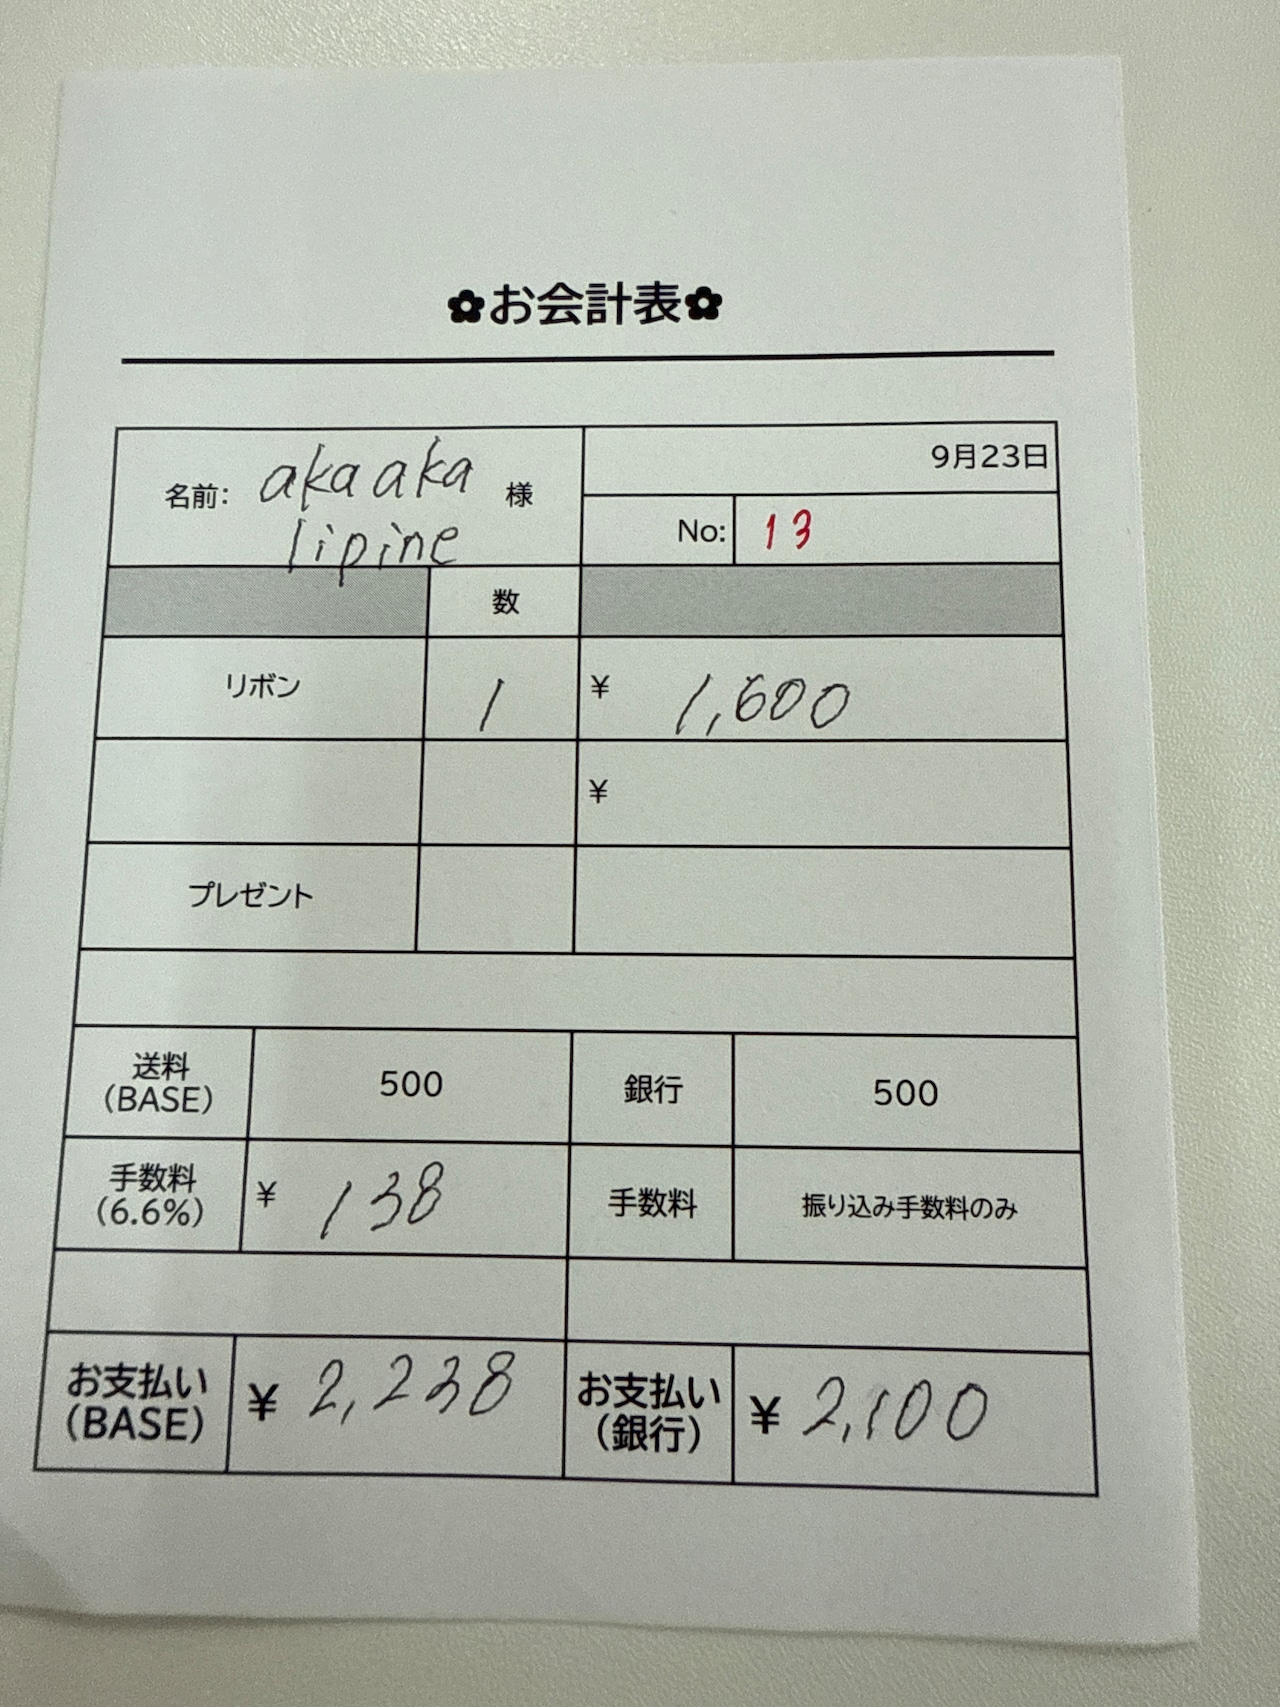 ✿お会計表✿
名前: akaaka lipine 様
9月23日
No: 13
数
リボン 1 ¥ 1,600
¥
プレゼント
送料 (BASE) 500 銀行 500
手数料 (6.6%) ¥ 138 手数料 振り込み手数料のみ
お支払い (BASE) ¥ 2,238 お支払い (銀行) ¥ 2,100